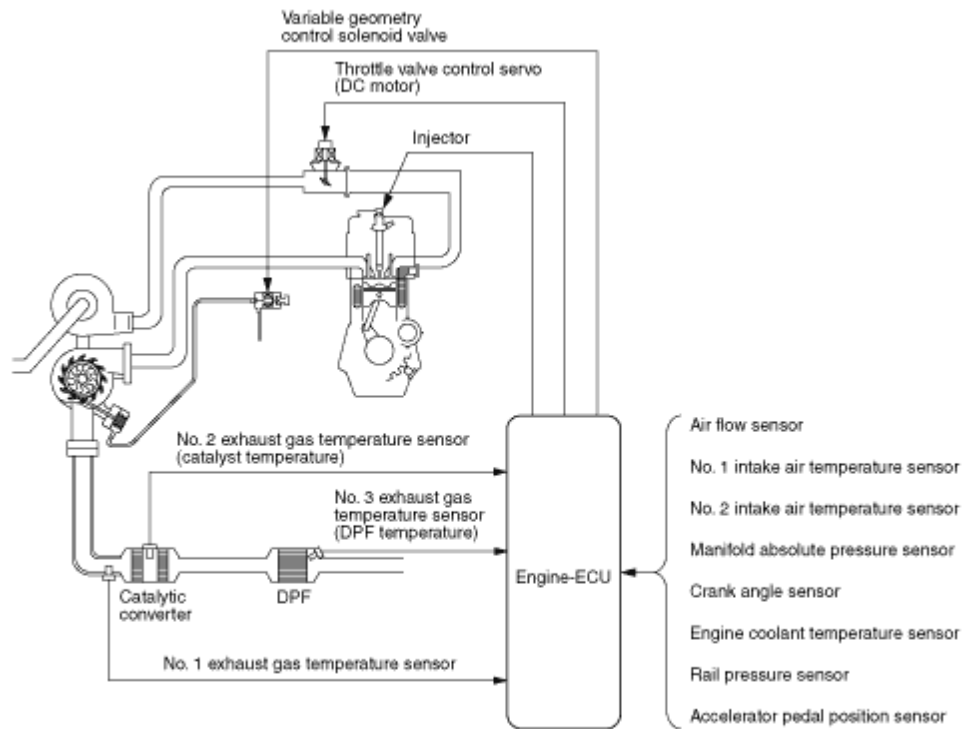 Variable geometry
control solenoid valve
Throttle valve control servo
(DC motor)
Injector
No. 2 exhaust gas temperature sensor
(catalyst temperature)
No. 3 exhaust gas
temperature sensor
(DPF temperature)
Catalytic
converter
DPF
No. 1 exhaust gas temperature sensor
Engine-ECU
Air flow sensor
No. 1 intake air temperature sensor
No. 2 intake air temperature sensor
Manifold absolute pressure sensor
Crank angle sensor
Engine coolant temperature sensor
Rail pressure sensor
Accelerator pedal position sensor